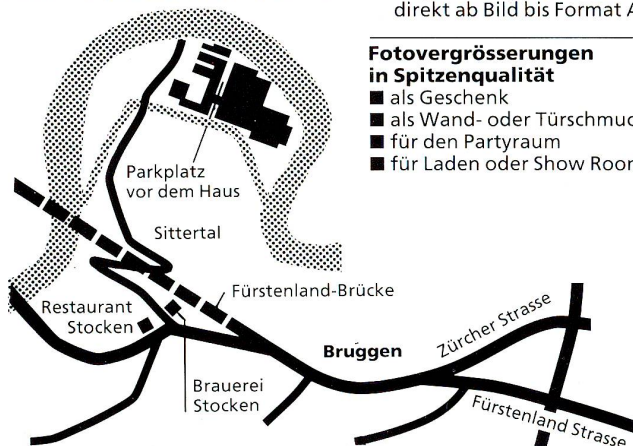 direkt ab Bild bis Format A
Fotovergrösserungen
in Spitzenqualität
■ als Geschenk
■ als Wand- oder Türschmuc
■ für den Partyraum
■ für Laden oder Show Room
Parkplatz
vor dem Haus
Sittertal
Fürstenland-Brücke
Restaurant
Stocken
Brauerei
Stocken
Bruggen
Zürcher Strasse
Fürstenland Strasse